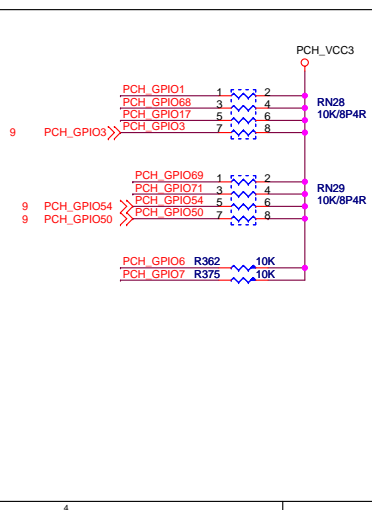 PCH_VCC3
PCH_GPIO1 1 2
PCH_GPIO68 3 4 RN28
PCH_GPIO17 5 6 10K/8P4R
9 PCH_GPIO3 PCH_GPIO3 7 8
PCH_GPIO69 1 2
PCH_GPIO71 3 4 RN29
9 PCH_GPIO54 PCH_GPIO54 5 6 10K/8P4R
9 PCH_GPIO50 PCH_GPIO50 7 8
PCH_GPIO6 R362 10K
PCH_GPIO7 R375 10K
4